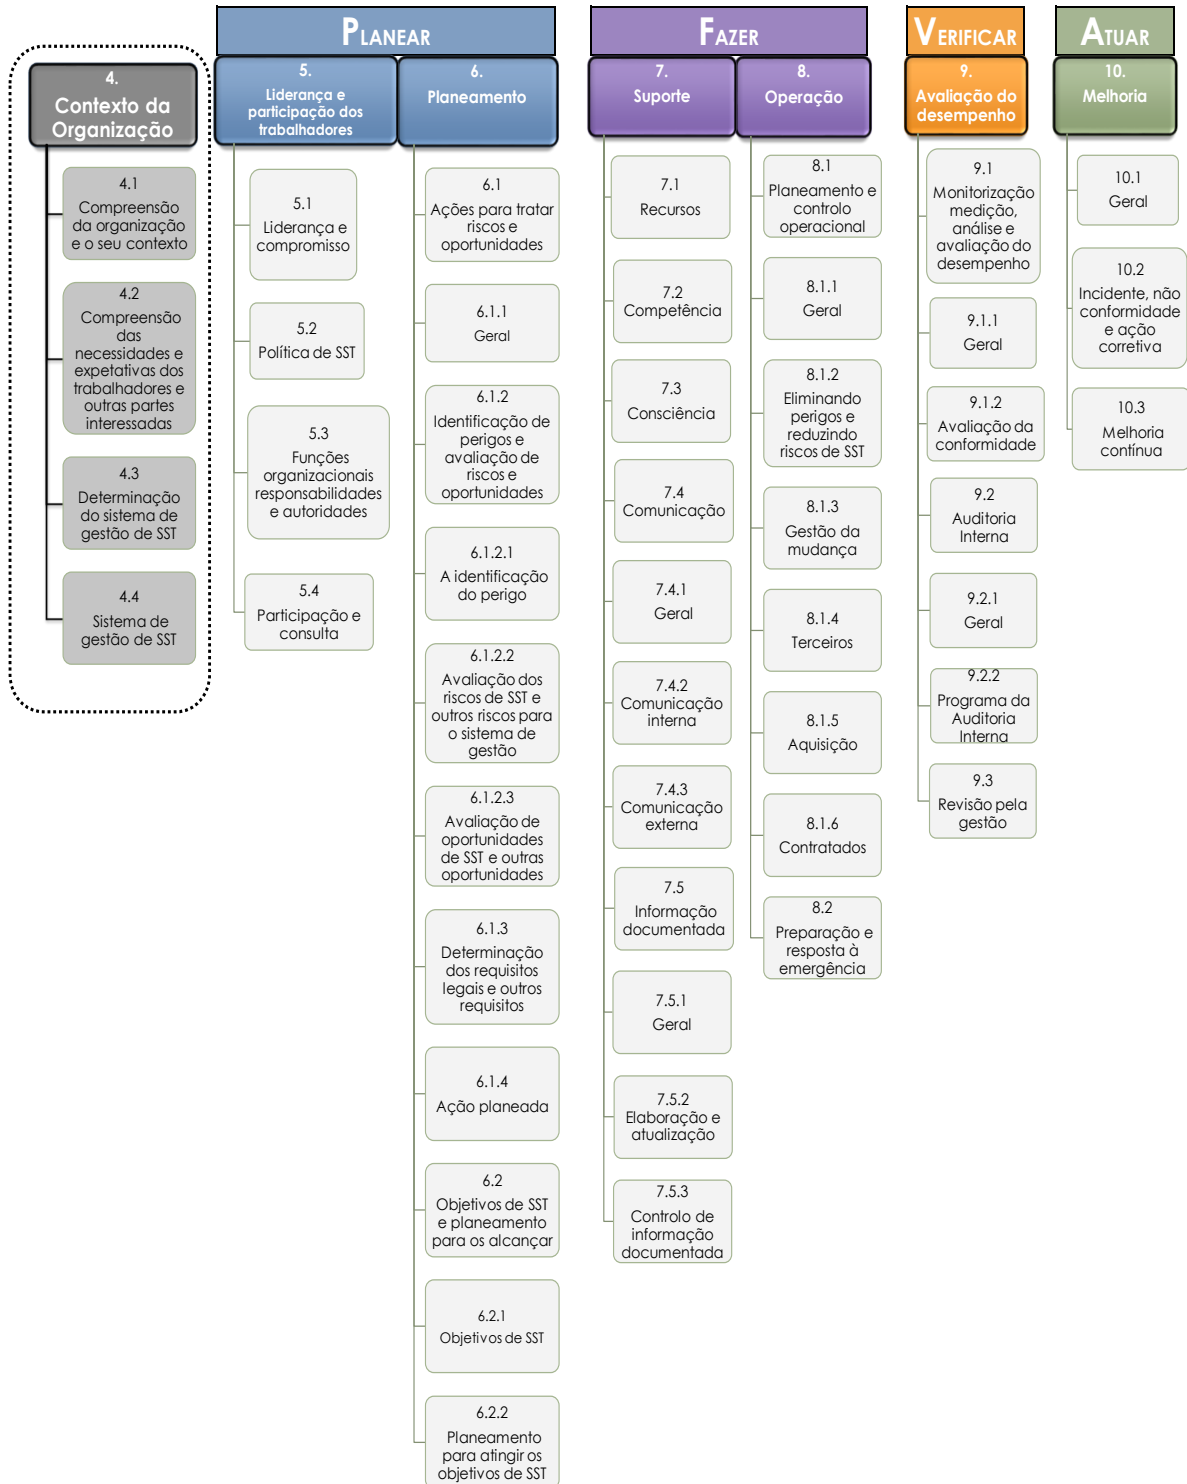 PLANEAR
FAZER
VERIFICAR
ATUAR
4.
Contexto da
Organização
4.1
Compreensão
da organização
e o seu contexto
4.2
Compreensão
das
necessidades e
expetativas dos
trabalhadores e
outras partes
interessadas
4.3
Determinação
do sistema de
gestão de SST
4.4
Sistema de
gestão de SST
5.
Liderança e
participação dos
trabalhadores
5.1
Liderança e
compromisso
5.2
Política de SST
5.3
Funções
organizacionais
responsabilidades
e autoridades
5.4
Participação e
consulta
6.
Planeamento
6.1
Ações para tratar
riscos e
oportunidades
6.1.1
Geral
6.1.2
Identificação de
perigos e
avaliação de
riscos e
oportunidades
6.1.2.1
A identificação
do perigo
6.1.2.2
Avaliação dos
riscos de SST e
outros riscos para
o sistema de
gestão
6.1.2.3
Avaliação de
oportunidades
de SST e outras
oportunidades
6.1.3
Determinação
dos requisitos
legais e outros
requisitos
6.1.4
Ação planeada
6.2
Objetivos de SST
e planeamento
para os alcançar
6.2.1
Objetivos de SST
6.2.2
Planeamento
para atingir os
objetivos de SST
7.
Suporte
7.1
Recursos
7.2
Competência
7.3
Consciência
7.4
Comunicação
7.4.1
Geral
7.4.2
Comunicação
interna
7.4.3
Comunicação
externa
7.5
Informação
documentada
7.5.1
Geral
7.5.2
Elaboração e
atualização
7.5.3
Controlo de
informação
documentada
8.
Operação
8.1
Planeamento e
controlo
operacional
8.1.1
Geral
8.1.2
Eliminando
perigos e
reduzindo
riscos de SST
8.1.3
Gestão da
mudança
8.1.4
Terceiros
8.1.5
Aquisição
8.1.6
Contratados
8.2
Preparação e
resposta à
emergência
9.
Avaliação do
desempenho
9.1
Monitorização
medição,
análise e
avaliação do
desempenho
9.1.1
Geral
9.1.2
Avaliação da
conformidade
9.2
Auditoria
Interna
9.2.1
Geral
9.2.2
Programa da
Auditoria
Interna
9.3
Revisão pela
gestão
10.
Melhoria
10.1
Geral
10.2
Incidente, não
conformidade
e ação
corretiva
10.3
Melhoria
contínua